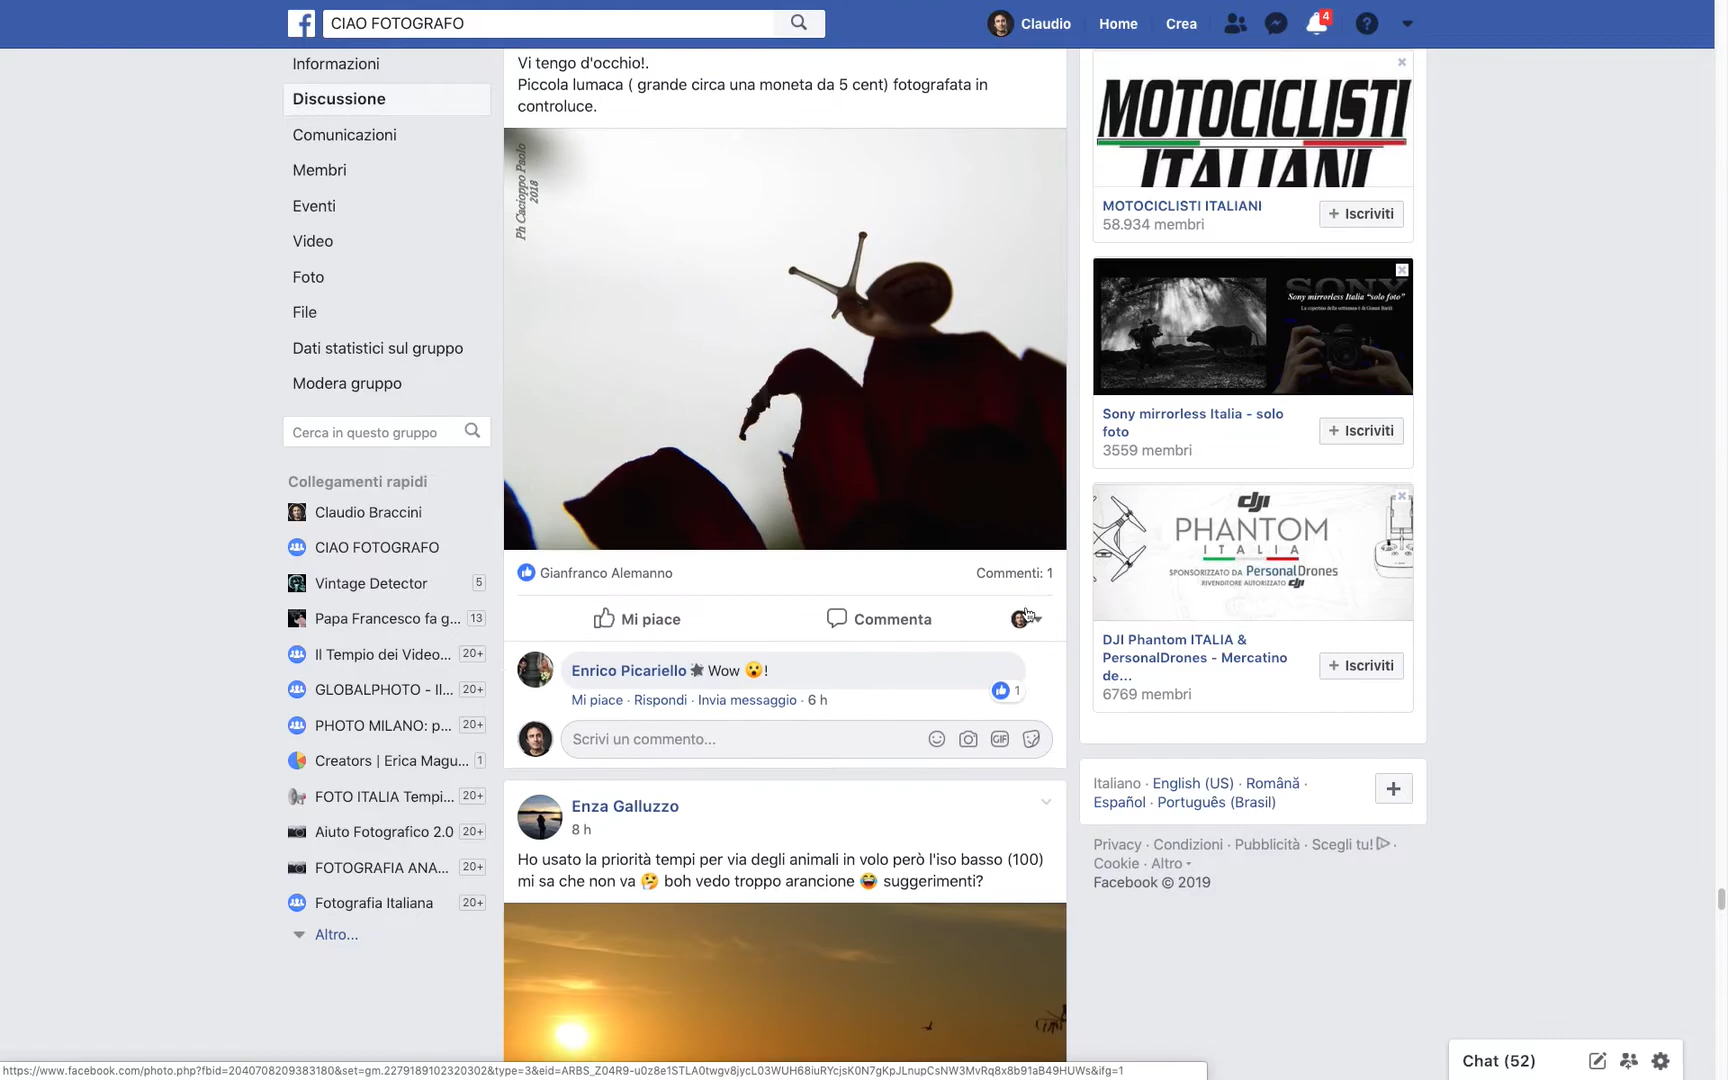 CIAO FOTOGRAFO
Claudio
Home
Crea
4
Informazioni
Discussione
Comunicazioni
Membri
Eventi
Video
Foto
File
Dati statistici sul gruppo
Modera gruppo
Cerca in questo gruppo
Collegamenti rapidi
Claudio Braccini
CIAO FOTOGRAFO
Vintage Detector 5
Papa Francesco fa g... 13
Il Tempio dei Video... 20+
GLOBALPHOTO - Il... 20+
PHOTO MILANO: p... 20+
Creators | Erica Magu... 1
FOTO ITALIA Tempi... 20+
Aiuto Fotografico 2.0 20+
FOTOGRAFIA ANA... 20+
Fotografia Italiana 20+
Altro...
Vi tengo d'occhio!.
Piccola lumaca ( grande circa una moneta da 5 cent) fotografata in
controluce.
Ph Cacioppo Paolo
2018
Gianfranco Alemanno
Commenti: 1
Mi piace
Commenta
Enrico Picariello Wow 😮!
1
Mi piace · Rispondi · Invia messaggio · 6 h
Scrivi un commento...
GIF
Enza Galluzzo
8 h
Ho usato la priorità tempi per via degli animali in volo però l'iso basso (100)
mi sa che non va 🤔 boh vedo troppo arancione 😂 suggerimenti?
MOTOCICLISTI
ITALIANI
MOTOCICLISTI ITALIANI
58.934 membri
+ Iscriviti
SONY
Sony mirrorless Italia "solo foto"
Sony mirrorless Italia - solo
foto
3559 membri
+ Iscriviti
dji
PHANTOM
ITALIA
SPONSORIZZATO DA PersonalDrones
RIVENDITORE AUTORIZZATO dji
DJI Phantom ITALIA &
PersonalDrones - Mercatino
de...
6769 membri
+ Iscriviti
Italiano · English (US) · Română ·
Español · Português (Brasil)
Privacy · Condizioni · Pubblicità · Scegli tu! ·
Cookie · Altro
Facebook © 2019
Chat (52)